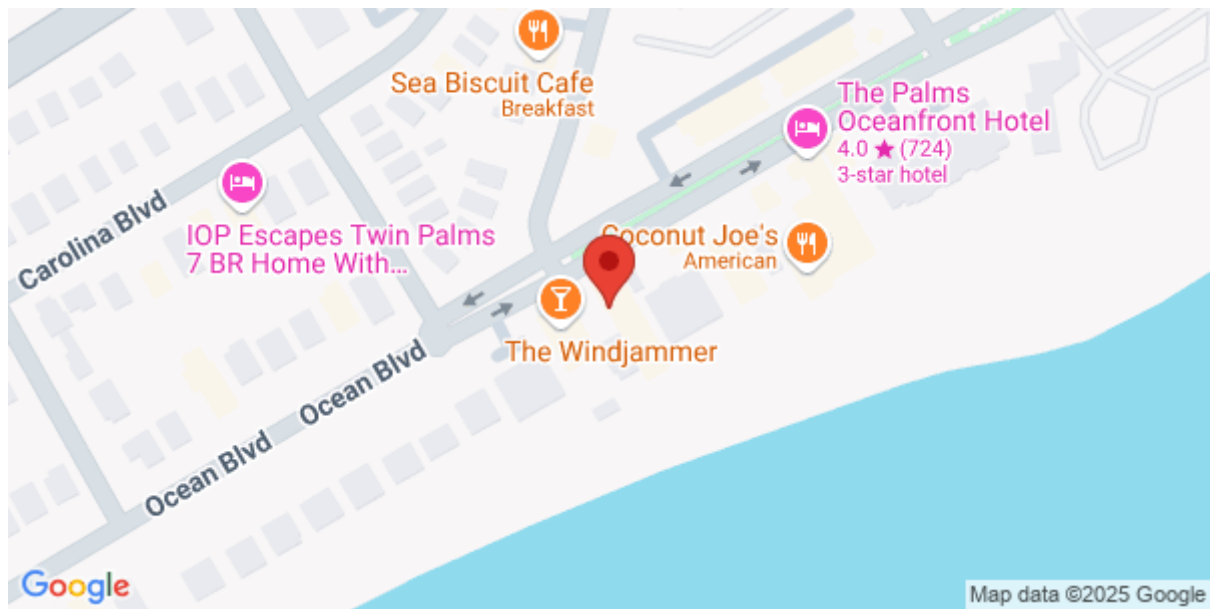 Sea Biscuit Cafe
Breakfast
The Palms
Oceanfront Hotel
4.0 ★ (724)
3-star hotel
Carolina Blvd
IOP Escapes Twin Palms
7 BR Home With...
Coconut Joe's
American
The Windjammer
Ocean Blvd
Ocean Blvd
Google
Map data ©2025 Google